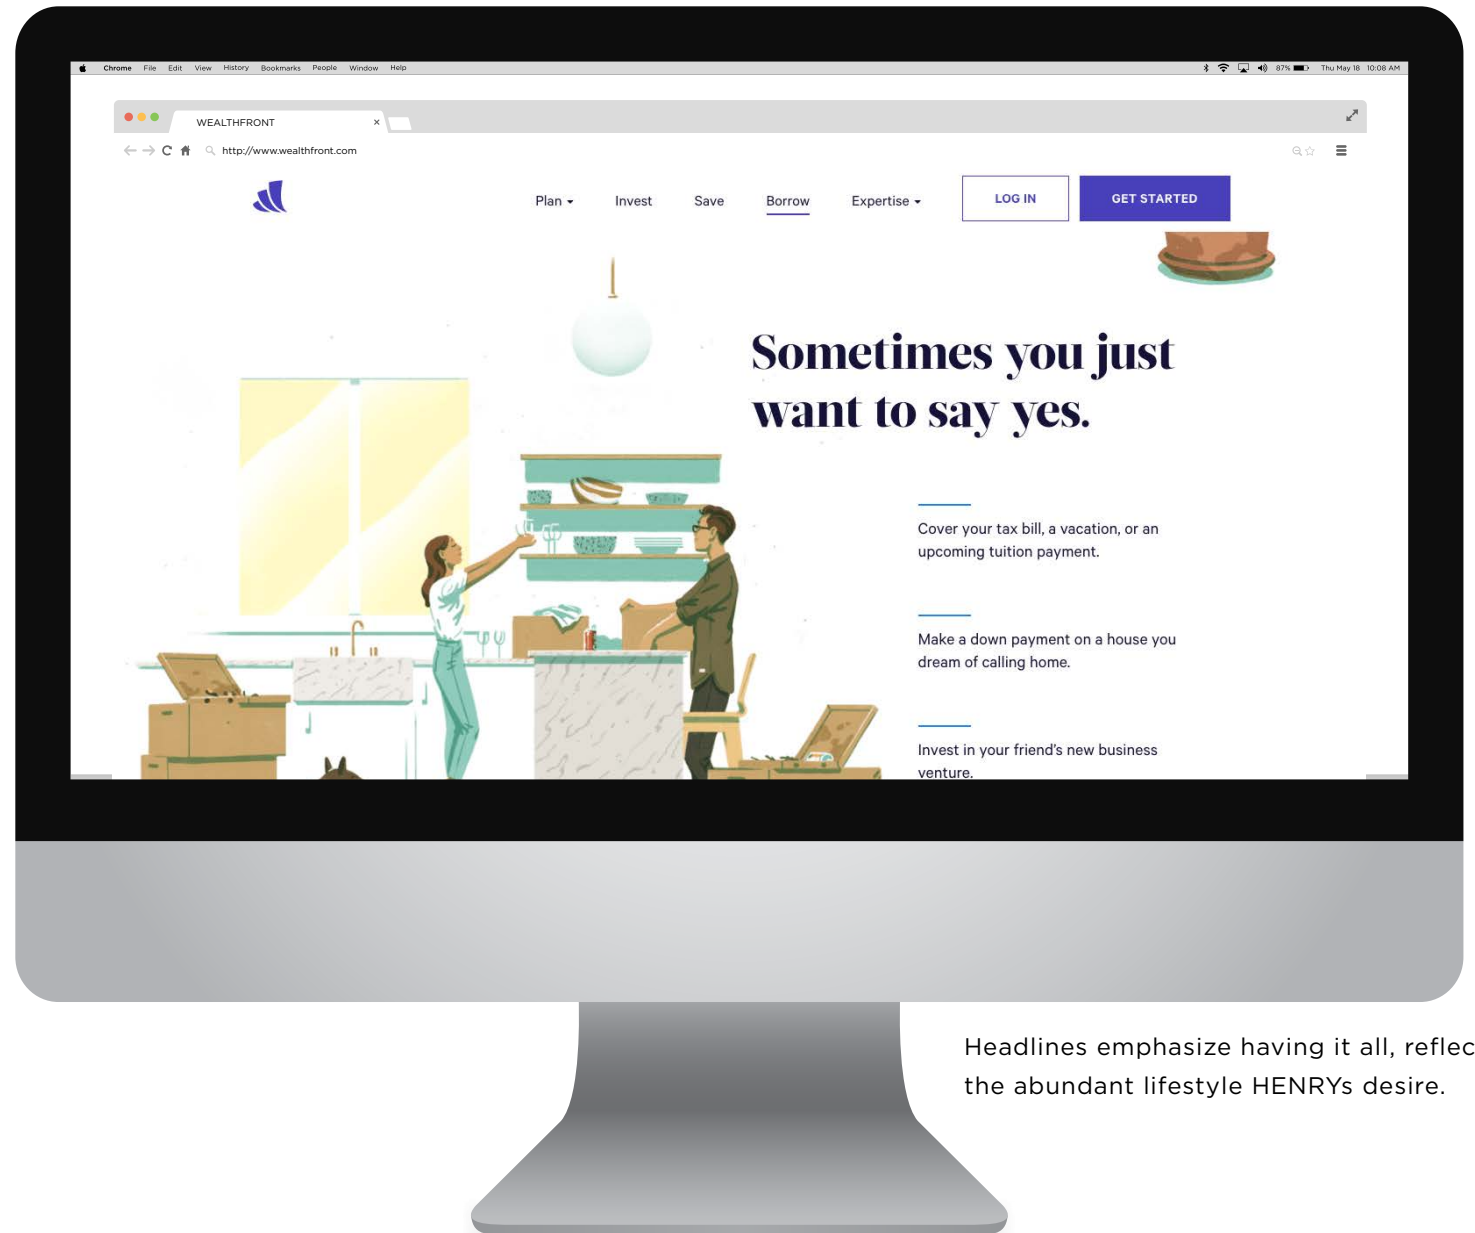 Chrome File Edit View History Bookmarks People Window Help
87% Thu May 18 10:08 AM
WEALTHFRONT ×
http://www.wealthfront.com
Plan Invest Save Borrow Expertise LOG IN GET STARTED
Sometimes you just
want to say yes.
Cover your tax bill, a vacation, or an
upcoming tuition payment.
Make a down payment on a house you
dream of calling home.
Invest in your friend's new business
venture.
Headlines emphasize having it all, reflec
the abundant lifestyle HENRYs desire.